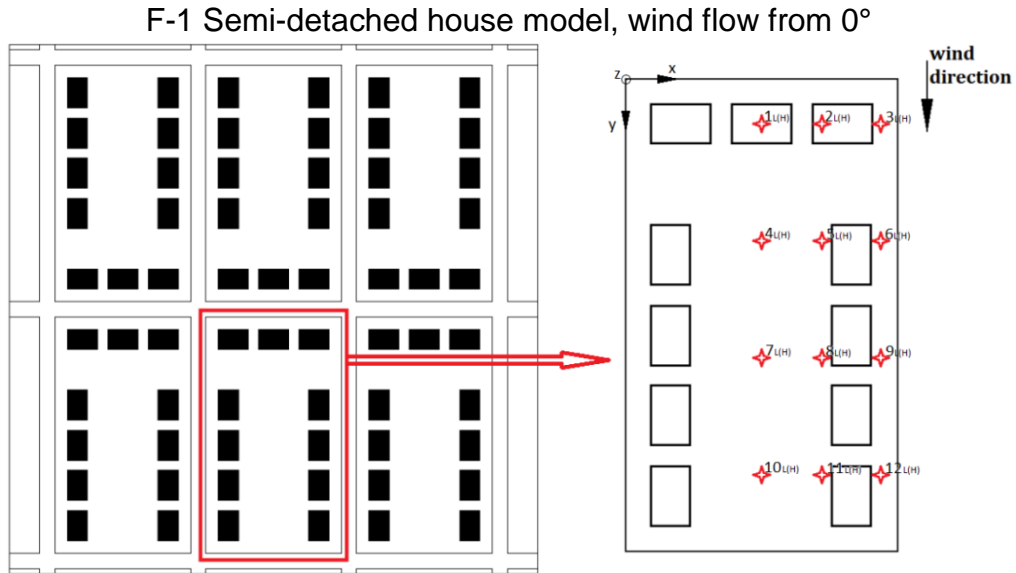 F-1 Semi-detached house model, wind flow from 0°
wind
direction
z
x
y
1L(H)
2L(H)
3L(H)
4L(H)
5L(H)
6L(H)
7L(H)
8L(H)
9L(H)
10L(H)
11L(H)
12L(H)